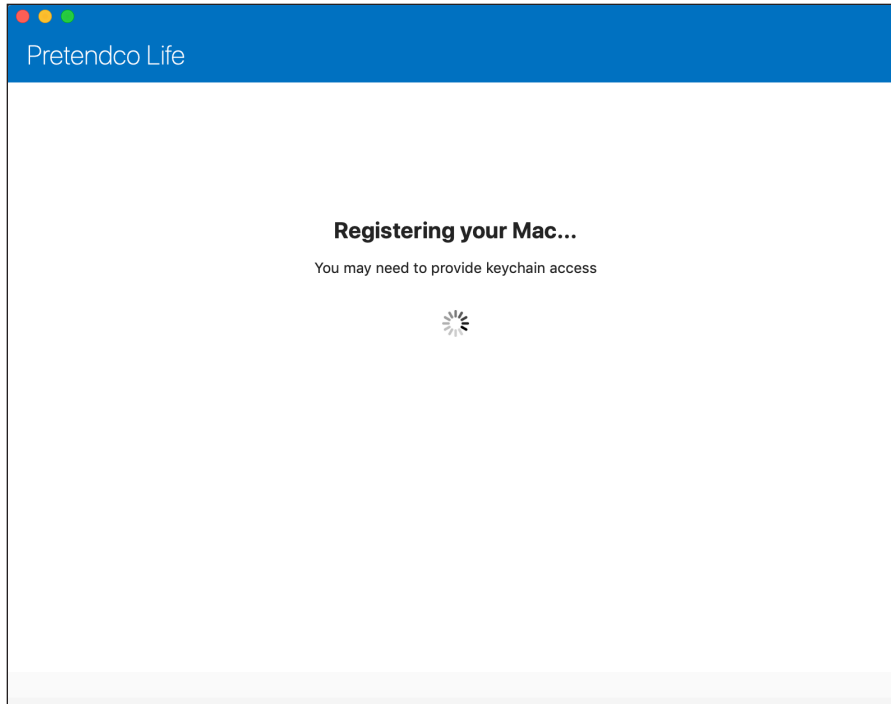 Pretendco Life
Registering your Mac...
You may need to provide keychain access